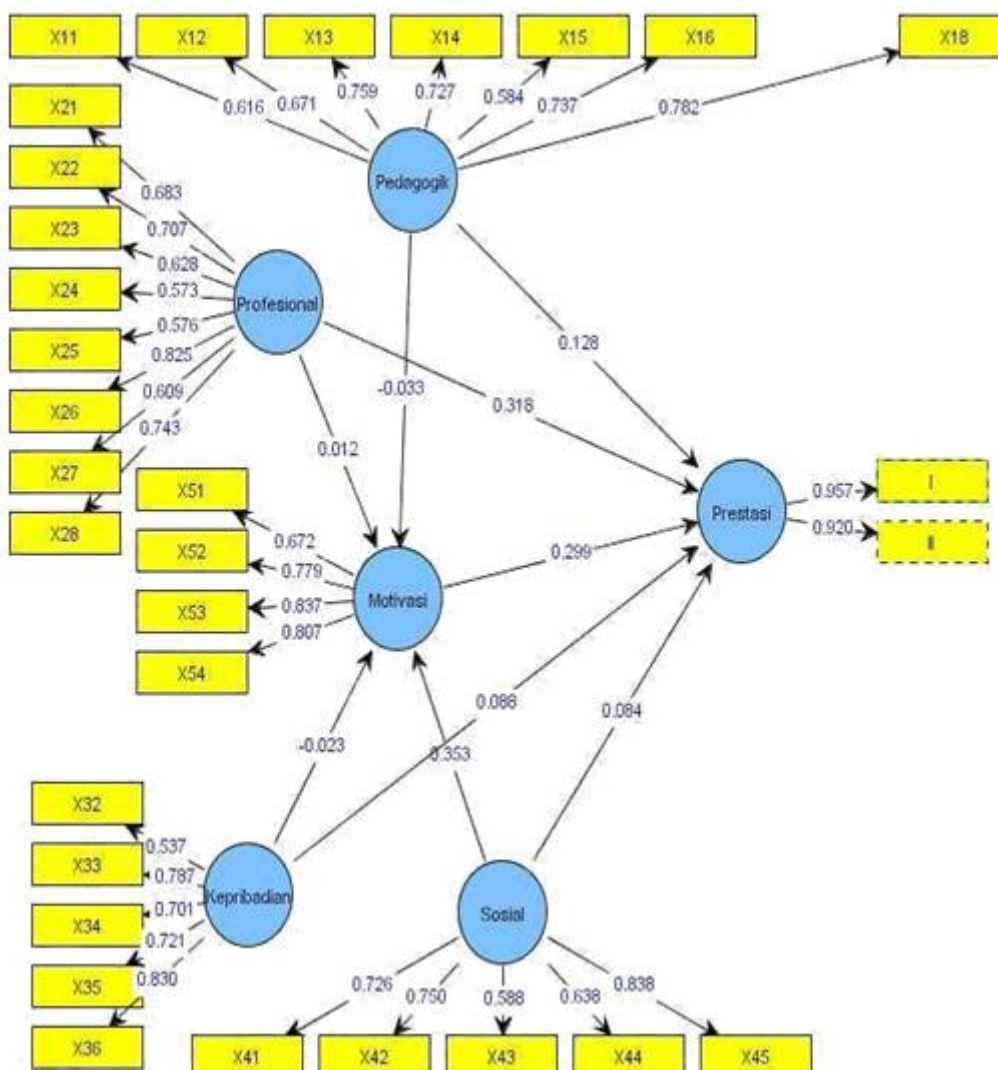 X11 X12 X13 X14 X15 X16 X18
0.616 0.671 0.759 0.727 0.584 0.737 0.782
X21
X22
X23
X24
X25
X26
X27
X28
0.683
0.707
0.628
0.573
0.576
0.825
0.609
0.743
Pedagogik
Profesional
0.128
-0.033
0.318
0.012
X51
X52
X53
X54
0.672
0.779
0.837
0.807
Motivasi
0.299
Prestasi
0.957
0.920
I
II
0.088
0.084
-0.023
0.353
X32
X33
X34
X35
X36
0.537
0.787
0.701
0.721
0.830
Kepribadian
Sosial
0.726 0.750 0.588 0.638 0.838
X41 X42 X43 X44 X45